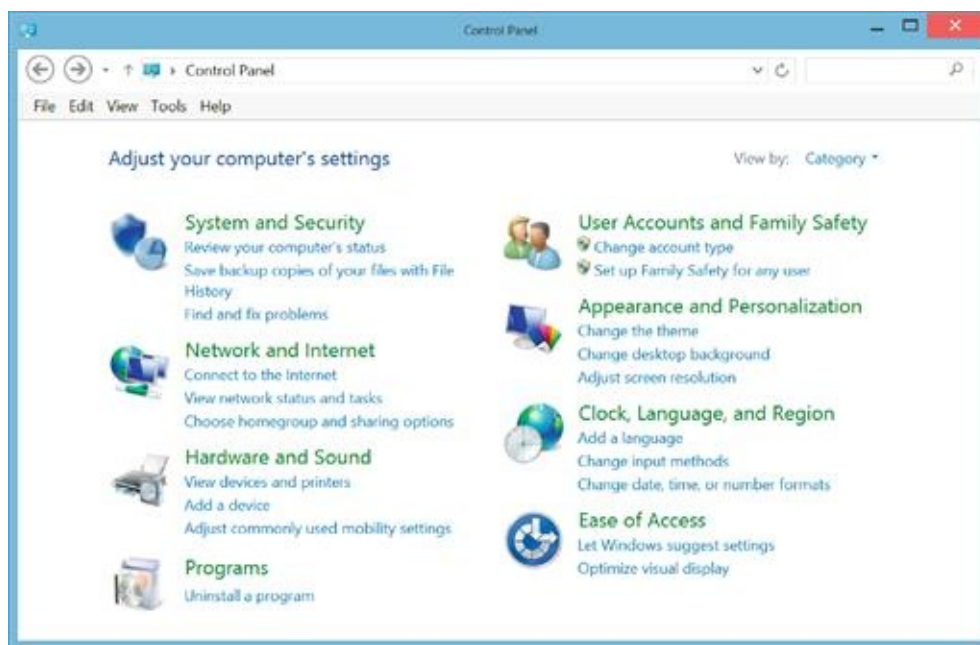 Control Panel
Control Panel
File Edit View Tools Help
Adjust your computer's settings
View by: Category
System and Security
Review your computer's status
Save backup copies of your files with File
History
Find and fix problems
Network and Internet
Connect to the Internet
View network status and tasks
Choose homegroup and sharing options
Hardware and Sound
View devices and printers
Add a device
Adjust commonly used mobility settings
Programs
Uninstall a program
User Accounts and Family Safety
Change account type
Set up Family Safety for any user
Appearance and Personalization
Change the theme
Change desktop background
Adjust screen resolution
Clock, Language, and Region
Add a language
Change input methods
Change date, time, or number formats
Ease of Access
Let Windows suggest settings
Optimize visual display